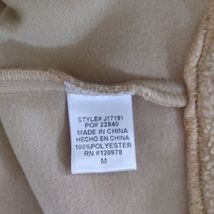 STYLE# J17191
PO# 22840
MADE IN CHINA
HECHO EN CHINA
100%POLYESTER
RN #120978
M